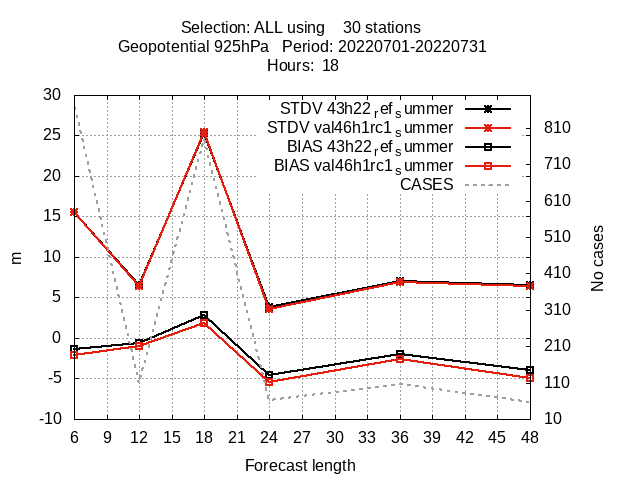 Selection: ALL using    30 stations
Geopotential 925hPa   Period: 20220701-20220731
Hours:  18
STDV 43h22_ref_summer
STDV val46h1rc1_summer
BIAS 43h22_ref_summer
BIAS val46h1rc1_summer
CASES
30
25
20
15
10
5
0
-5
-10
m
810
710
610
510
410
310
210
110
10
No cases
6 9 12 15 18 21 24 27 30 33 36 39 42 45 48
Forecast length